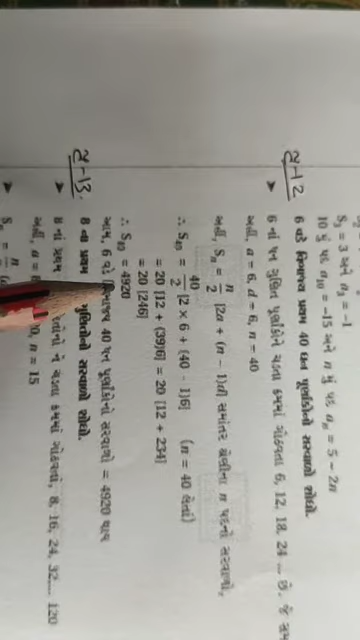 S₃ = 3 અને a₃ = -1
10 મું પદ a₁₀ = -15 અને n મું પદ aₙ = 5 - 2n
સૂ-12
6 વડે વિભાજ્ય પ્રથમ 40 ધન પૂર્ણાંકોનો સરવાળો શોધો.
➤ 6 ના ધન ગુણિત પૂર્ણાંકોને ચડતા ક્રમમાં ગોઠવતા 6, 12, 18, 24 ... છે. જે
અહીં, a = 6, d = 6, n = 40
અહીં, Sₙ = n/2 [2a + (n - 1)d] સમાંતર શ્રેણીના n પદનો સરવાળો,
∴ S₄₀ = 40/2 [2 × 6 + (40 - 1)6] (n = 40 લેતાં)
= 20 [12 + (39)6] = 20 [12 + 234]
= 20 [246]
∴ S₄₀ = 4920
આમ, 6 વડે વિભાજ્ય 40 ધન પૂર્ણાંકોનો સરવાળો = 4920 થાય
સૂ-13.
8 ના પ્રથમ ગુણિતોનો સરવાળો શોધો.
➤ 8 નાં પ્રથમ ને ચડતા ક્રમમાં ગોઠવતાં, 8, 16, 24, 32,... 120
અહીં, a = 8 n = 15
Sₙ = n